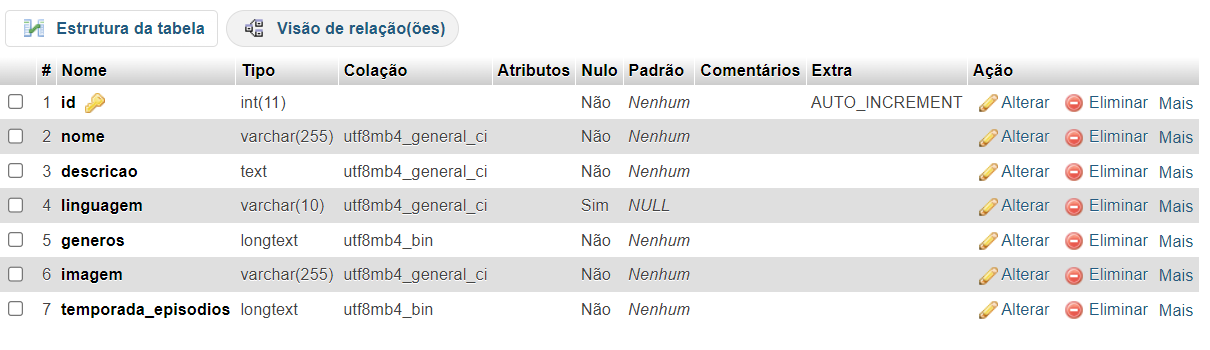 Estrutura da tabela Visão de relação(ões)
# Nome Tipo Colação Atributos Nulo Padrão Comentários Extra Ação
1 id int(11) Não Nenhum AUTO_INCREMENT Alterar Eliminar Mais
2 nome varchar(255) utf8mb4_general_ci Não Nenhum Alterar Eliminar Mais
3 descricao text utf8mb4_general_ci Não Nenhum Alterar Eliminar Mais
4 linguagem varchar(10) utf8mb4_general_ci Sim NULL Alterar Eliminar Mais
5 generos longtext utf8mb4_bin Não Nenhum Alterar Eliminar Mais
6 imagem varchar(255) utf8mb4_general_ci Não Nenhum Alterar Eliminar Mais
7 temporada_episodios longtext utf8mb4_bin Não Nenhum Alterar Eliminar Mais